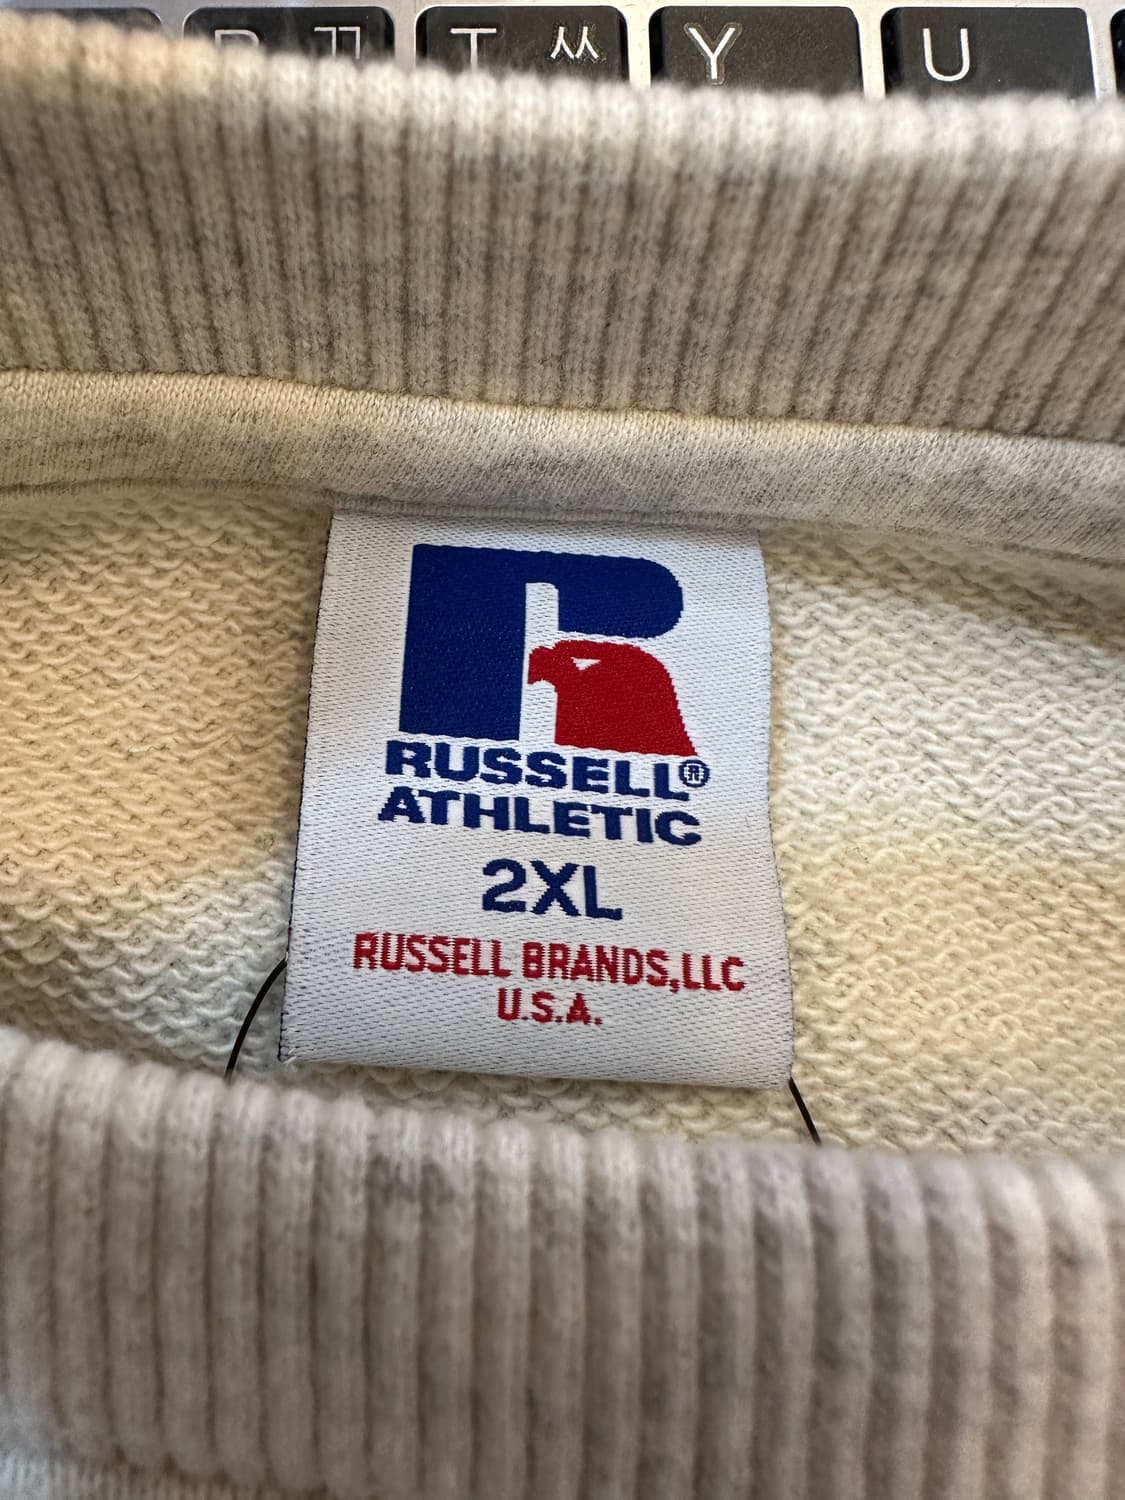 R ㄲ T ㅆ Y U
RUSSELL®
ATHLETIC
2XL
RUSSELL BRANDS,LLC
U.S.A.